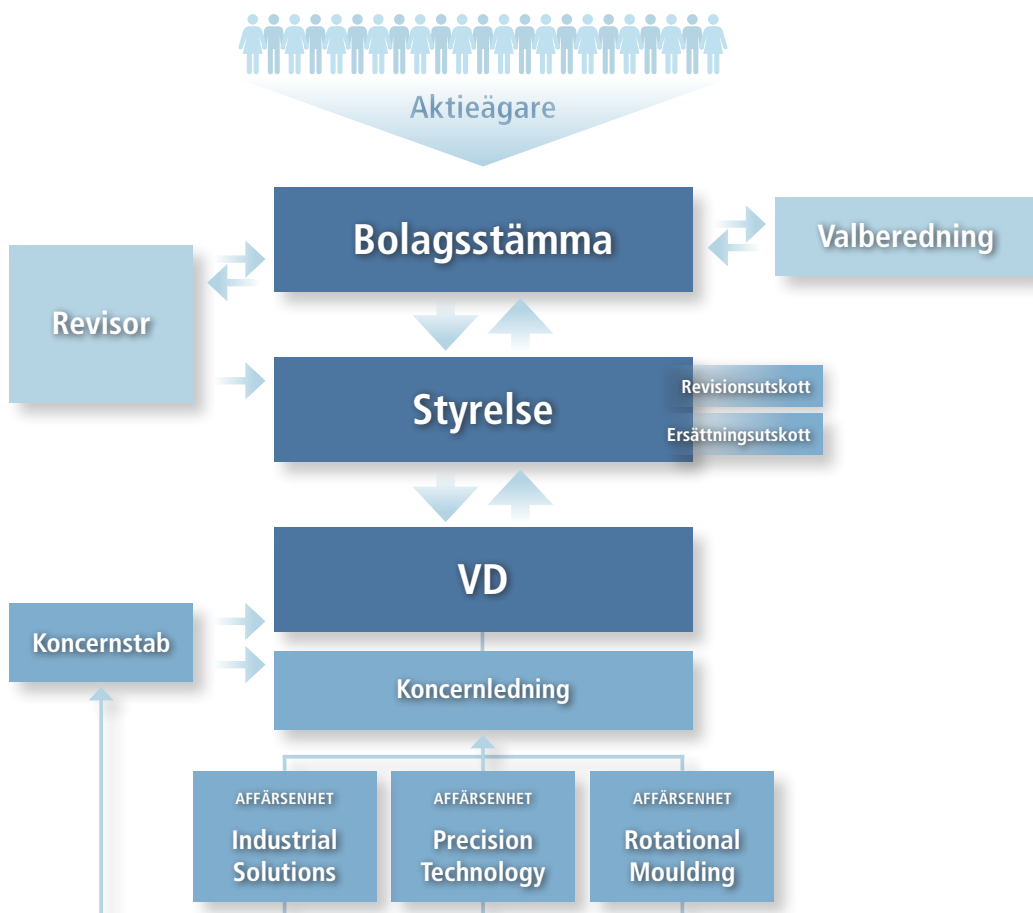 Aktieägare
Bolagsstämma
Valberedning
Revisor
Styrelse
Revisionsutskott
Ersättningsutskott
VD
Koncernstab
Koncernledning
AFFÄRSENHET
Industrial
Solutions
AFFÄRSENHET
Precision
Technology
AFFÄRSENHET
Rotational
Moulding